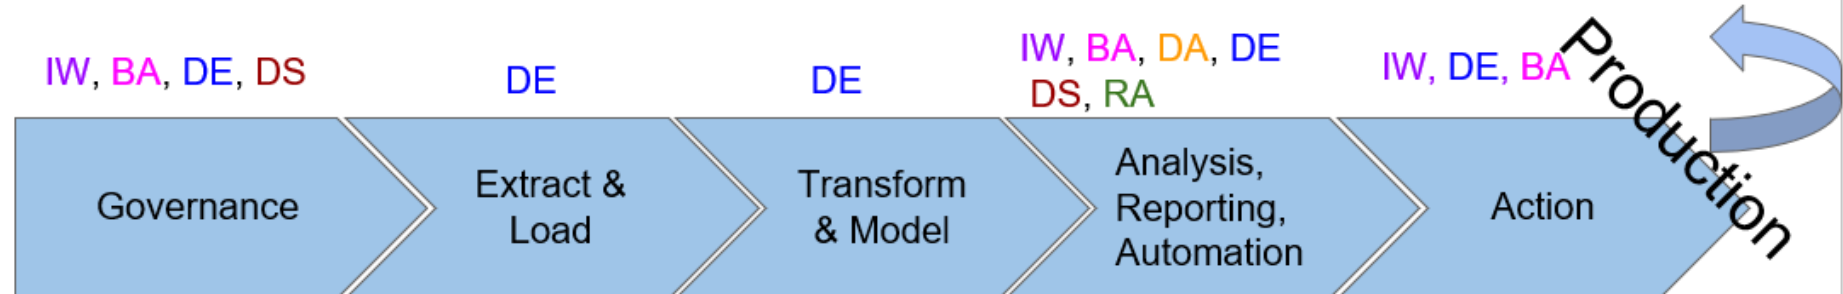 IW, BA, DE, DS
DE
DE
IW, BA, DA, DE
DS, RA
IW, DE, BA
Production
Governance
Extract &
Load
Transform
& Model
Analysis,
Reporting,
Automation
Action